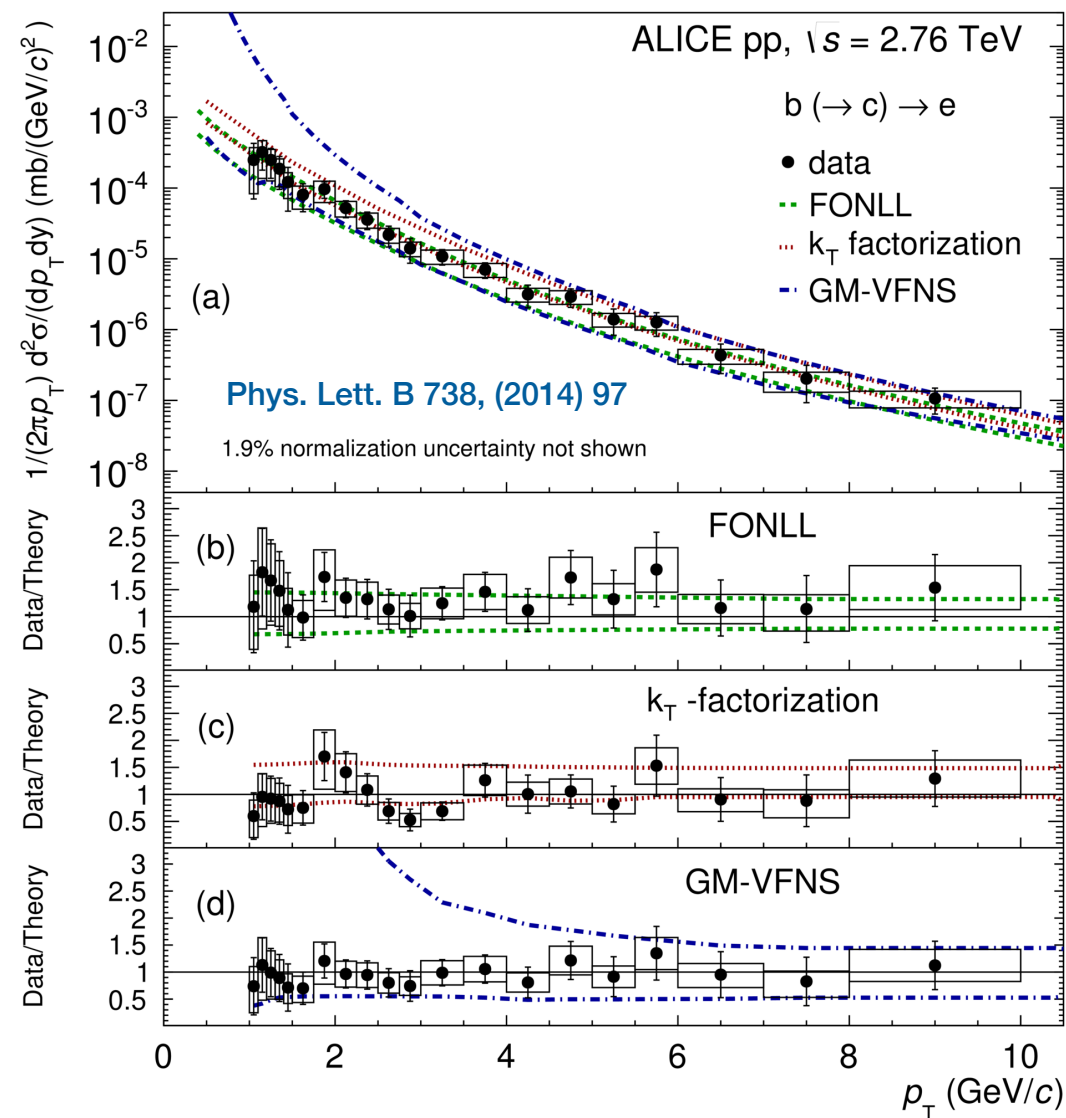 ALICE pp, √s = 2.76 TeV
b (→ c) → e
data
FONLL
k_T factorization
GM-VFNS
(a)
Phys. Lett. B 738, (2014) 97
1.9% normalization uncertainty not shown
1/(2πp_T) d²σ/(dp_T dy) (mb/(GeV/c)²)
10⁻²
10⁻³
10⁻⁴
10⁻⁵
10⁻⁶
10⁻⁷
10⁻⁸
(b)
FONLL
Data/Theory
3
2.5
2
1.5
1
0.5
(c)
k_T -factorization
Data/Theory
3
2.5
2
1.5
1
0.5
(d)
GM-VFNS
Data/Theory
3
2.5
2
1.5
1
0.5
0 2 4 6 8 10
p_T (GeV/c)